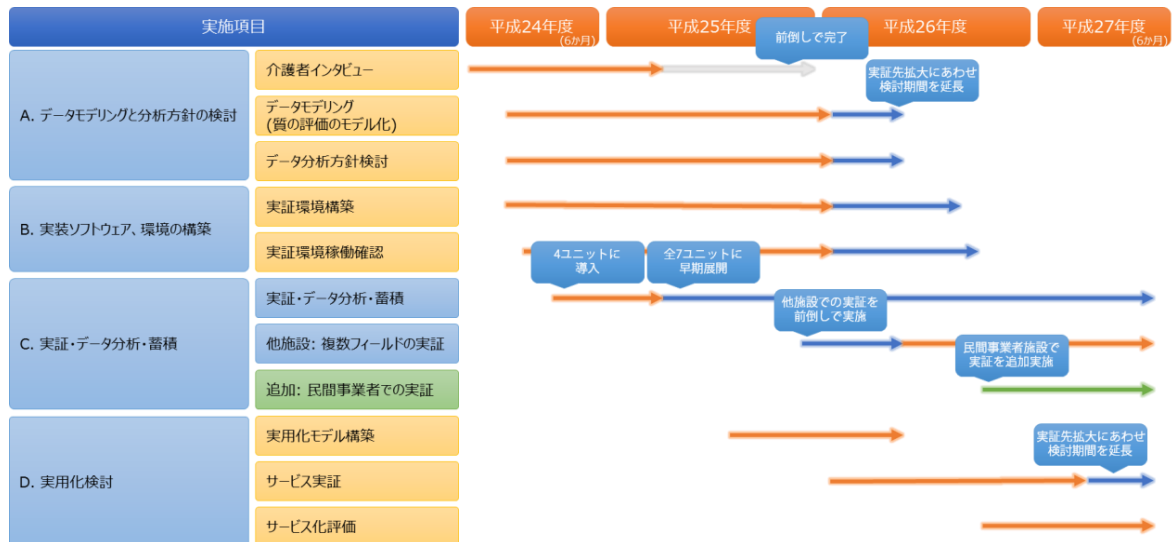 実施項目
平成24年度
(6か月)
平成25年度
平成26年度
平成27年度
(6か月)
前倒しで完了
A. データモデリングと分析方針の検討
介護者インタビュー
実証先拡大にあわせ
検討期間を延長
データモデリング
(質の評価のモデル化)
データ分析方針検討
B. 実装ソフトウェア、環境の構築
実証環境構築
実証環境稼働確認
4ユニットに
導入
全7ユニットに
早期展開
C. 実証・データ分析・蓄積
実証・データ分析・蓄積
他施設での実証を
前倒しで実施
他施設: 複数フィールドの実証
民間事業者施設で
実証を追加実施
追加: 民間事業者での実証
D. 実用化検討
実用化モデル構築
実証先拡大にあわせ
検討期間を延長
サービス実証
サービス化評価